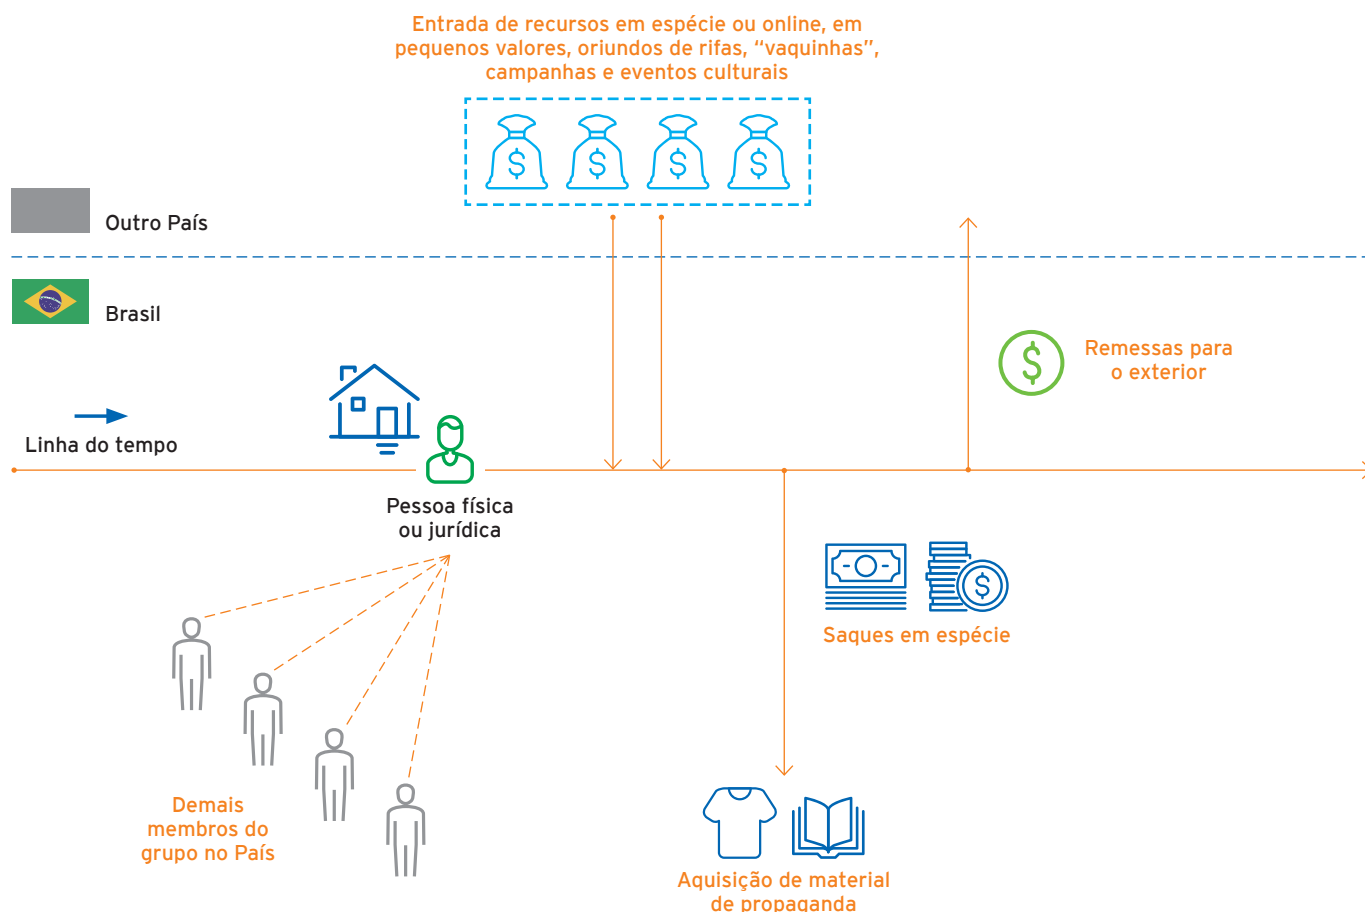 Entrada de recursos em espécie ou online, em
pequenos valores, oriundos de rifas, “vaquinhas”,
campanhas e eventos culturais
$ $ $ $
Outro País
Brasil
$
Remessas para
o exterior
Linha do tempo
Pessoa física
ou jurídica
$
Saques em espécie
Demais
membros do
grupo no País
Aquisição de material
de propaganda